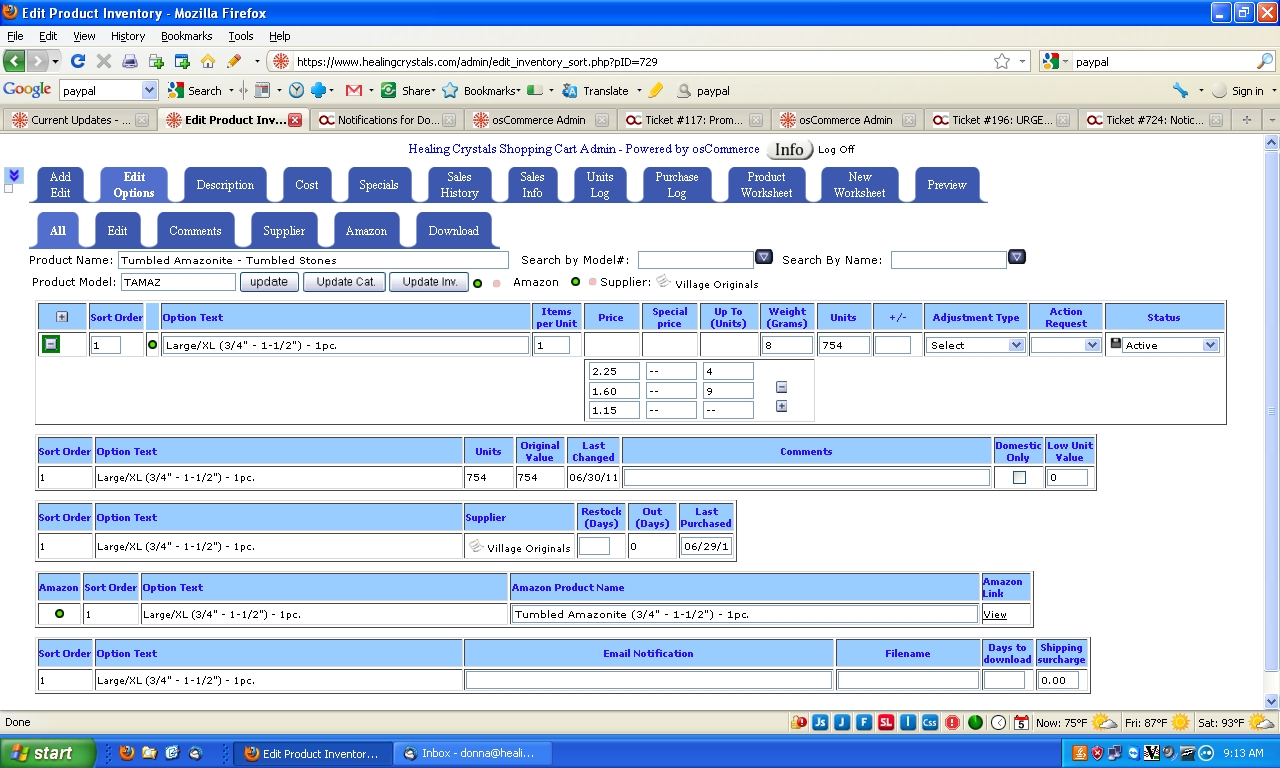 Edit Product Inventory - Mozilla Firefox
File Edit View History Bookmarks Tools Help
https://www.healingcrystals.com/admin/edit_inventory_sort.php?pID=729 paypal
Google paypal Search Share Bookmarks Translate paypal Sign in
Current Updates - ... Edit Product Inv... Notifications for Do... osCommerce Admin Ticket #117: Prom... osCommerce Admin Ticket #196: URGE... Ticket #724: Notic...
Healing Crystals Shopping Cart Admin - Powered by osCommerce Info Log Off
Add Edit Edit Options Description Cost Specials Sales History Sales Info Units Log Purchase Log Product Worksheet New Worksheet Preview
All Edit Comments Supplier Amazon Download
Product Name: Tumbled Amazonite - Tumbled Stones Search by Model#: Search By Name:
Product Model: TAMAZ update Update Cat. Update Inv. Amazon Supplier: Village Originals
Sort Order Option Text Items per Unit Price Special price Up To (Units) Weight (Grams) Units +/- Adjustment Type Action Request Status
1 Large/XL (3/4" - 1-1/2") - 1pc. 1 8 754 Select Active
2.25 -- 4
1.60 -- 9
1.15 -- --
Sort Order Option Text Units Original Value Last Changed Comments Domestic Only Low Unit Value
1 Large/XL (3/4" - 1-1/2") - 1pc. 754 754 06/30/11 0
Sort Order Option Text Supplier Restock (Days) Out (Days) Last Purchased
1 Large/XL (3/4" - 1-1/2") - 1pc. Village Originals 0 06/29/1
Amazon Sort Order Option Text Amazon Product Name Amazon Link
1 Large/XL (3/4" - 1-1/2") - 1pc. Tumbled Amazonite (3/4" - 1-1/2") - 1pc. View
Sort Order Option Text Email Notification Filename Days to download Shipping surcharge
1 Large/XL (3/4" - 1-1/2") - 1pc. 0.00
Done Js J F SL I Css 5 Now: 75°F Fri: 87°F Sat: 93°F
start Edit Product Inventor... Inbox - donna@heali... 9:13 AM